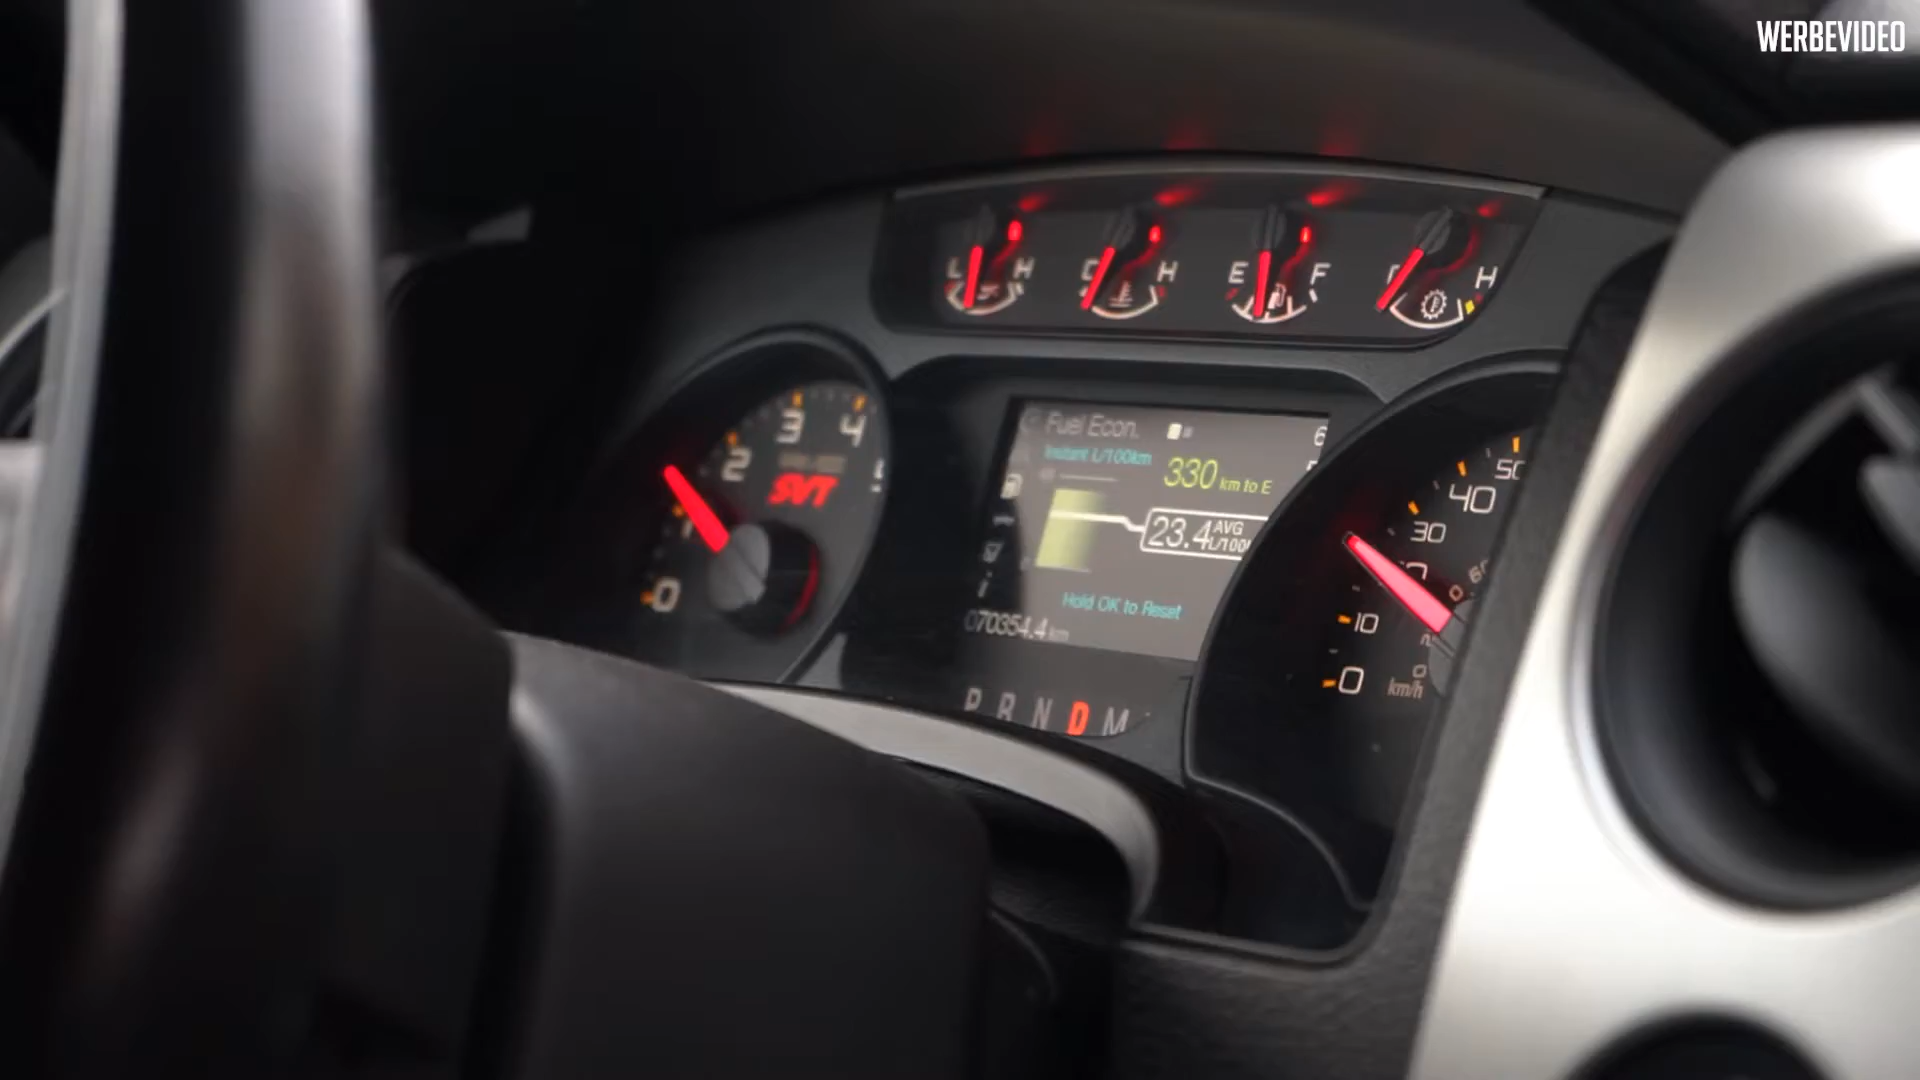 WERBEVIDEO
L H
C H
E F
H
3 4
2
SVT
1
0
Fuel Econ.
Instant L/100km
330 km to E
23.4 AVG
Hold OK to Reset
070354.4 km
P R N D M
40
30
10
0
km/h